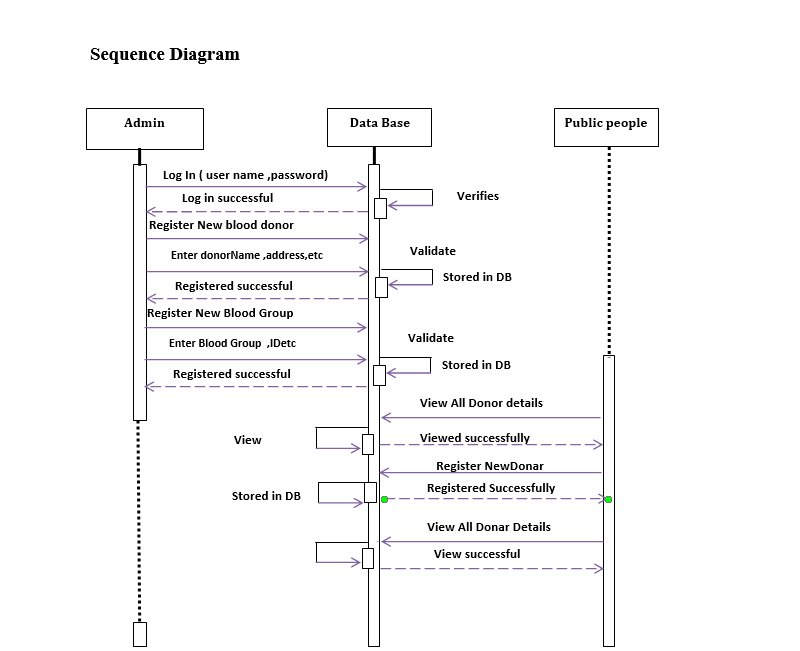 Sequence Diagram
Admin
Data Base
Public people
Log In ( user name ,password)
Log in successful
Verifies
Register New blood donor
Enter donorName ,address,etc
Validate
Stored in DB
Registered successful
Register New Blood Group
Enter Blood Group ,IDetc
Validate
Stored in DB
Registered successful
View All Donor details
View
Viewed successfully
Register NewDonar
Stored in DB
Registered Successfully
View All Donar Details
View successful